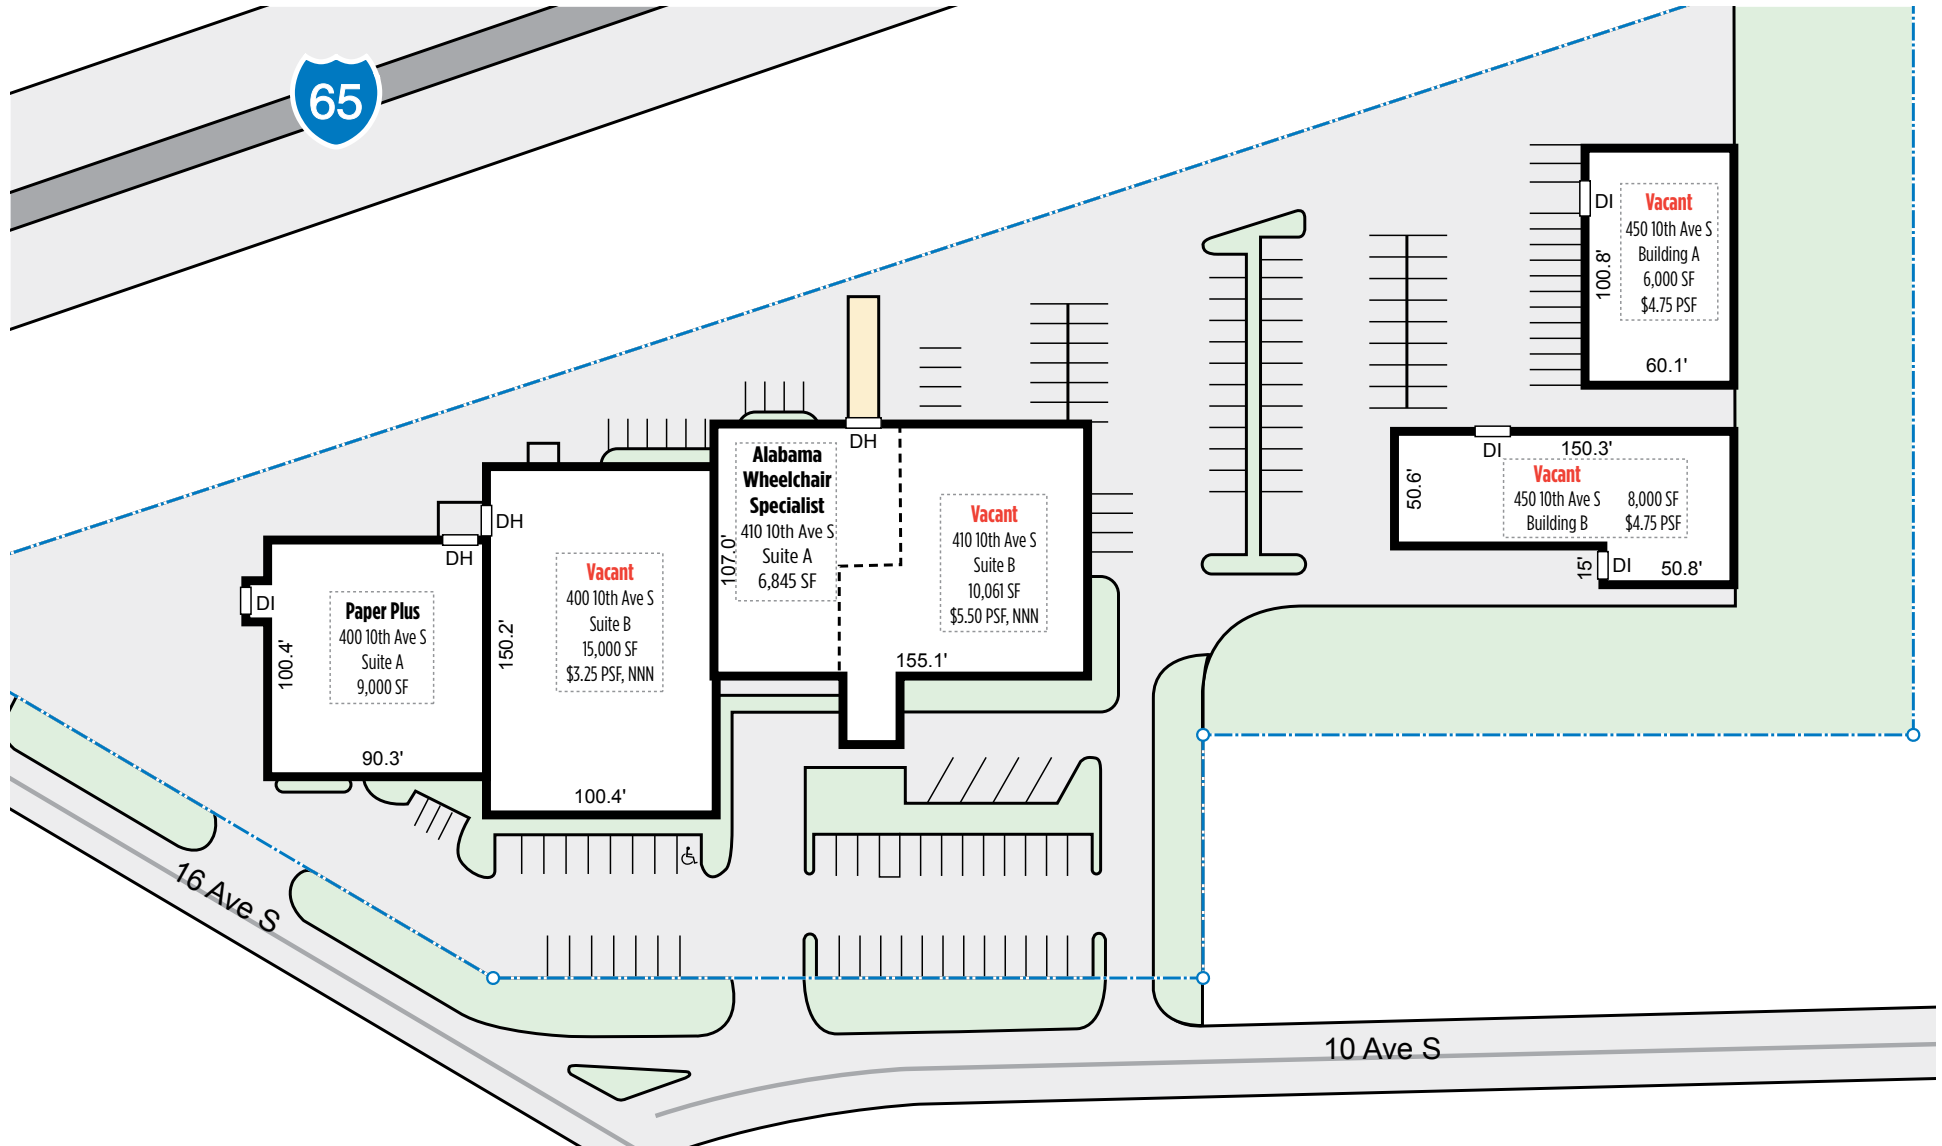 65
DI
Vacant
450 10th Ave S
Building A
6,000 SF
$4.75 PSF
100.8'
60.1'
DI
150.3'
50.6'
Vacant
450 10th Ave S 8,000 SF
Building B $4.75 PSF
15'
DI
50.8'
DH
Alabama
Wheelchair
Specialist
410 10th Ave S
Suite A
6,845 SF
107.0'
Vacant
410 10th Ave S
Suite B
10,061 SF
$5.50 PSF, NNN
155.1'
DH
DH
Vacant
400 10th Ave S
Suite B
15,000 SF
$3.25 PSF, NNN
150.2'
100.4'
DI
Paper Plus
400 10th Ave S
Suite A
9,000 SF
100.4'
90.3'
16 Ave S
10 Ave S